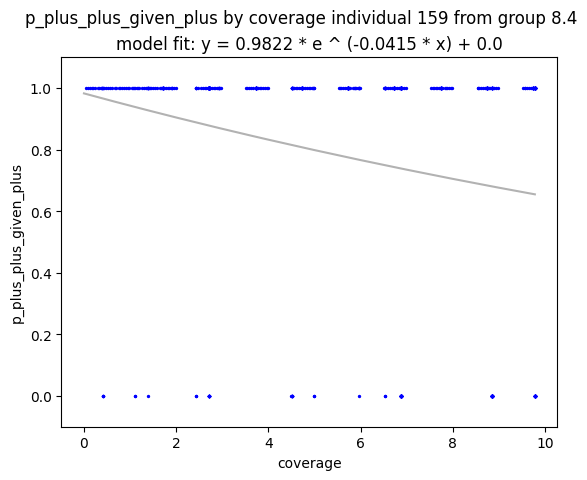 p_plus_plus_given_plus by coverage individual 159 from group 8.4
model fit: y = 0.9822 * e ^ (-0.0415 * x) + 0.0
p_plus_plus_given_plus
1.0
0.8
0.6
0.4
0.2
0.0
0 2 4 6 8 10
coverage